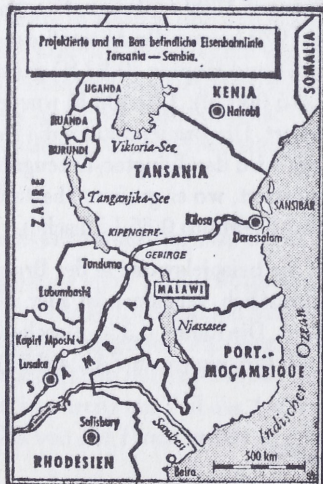 Projektierte und im Bau befindliche Eisenbahnlinie
Tansania — Sambia.
SOMALIA
UGANDA
KENIA
Nairobi
RUANDA
BURUNDI
Viktoria-See
TANSANIA
ZAIRE
SANSIBAR
Tanganjika-See
Kilosa
Daressalam
KIPENGERE-
GEBIRGE
Tunduma
MALAWI
Lubumbashi
Njassasee
Kapiri Mposhi
SAMBIA
PORT.-
MOÇAMBIQUE
Lusaka
Indischer Ozean
Salisbury
Sambesi
RHODESIEN
Beira
500 km